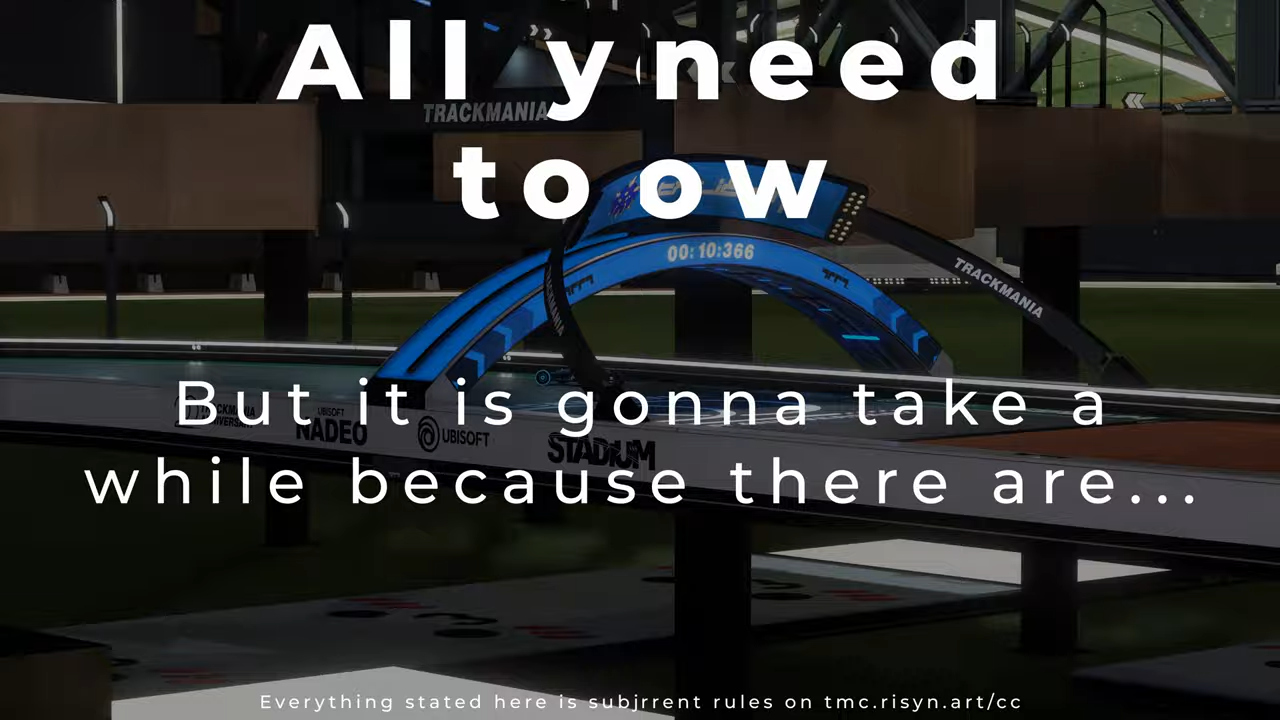 All y need
TRACKMANIA
to ow
00:10:366
TRACKMANIA
But it is gonna take a
UBISOFT
NADEO
UBISOFT
STADIUM
while because there are...
Everything stated here is subjrrent rules on tmc.risyn.art/cc